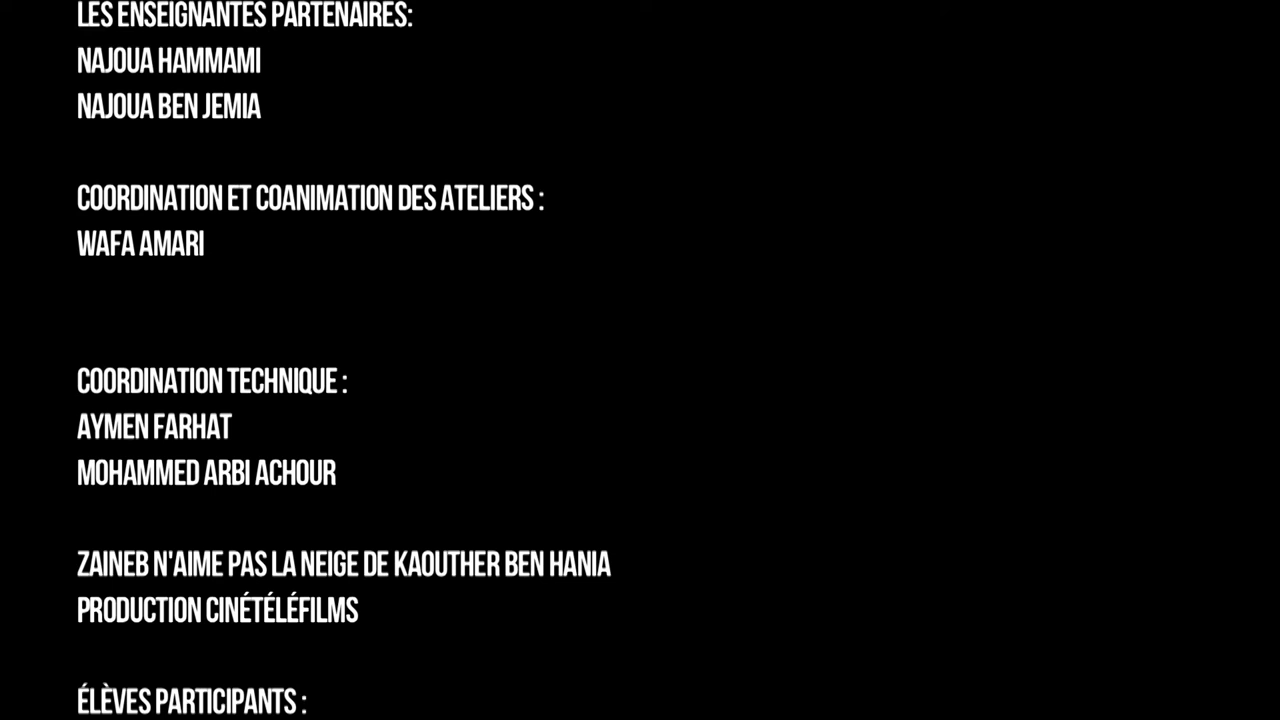 LES ENSEIGNANTES PARTENAIRES:
NAJOUA HAMMAMI
NAJOUA BEN JEMIA
COORDINATION ET COANIMATION DES ATELIERS :
WAFA AMARI
COORDINATION TECHNIQUE :
AYMEN FARHAT
MOHAMMED ARBI ACHOUR
ZAINEB N'AIME PAS LA NEIGE DE KAOUTHER BEN HANIA
PRODUCTION CINÉTÉLÉFILMS
ÉLÈVES PARTICIPANTS :